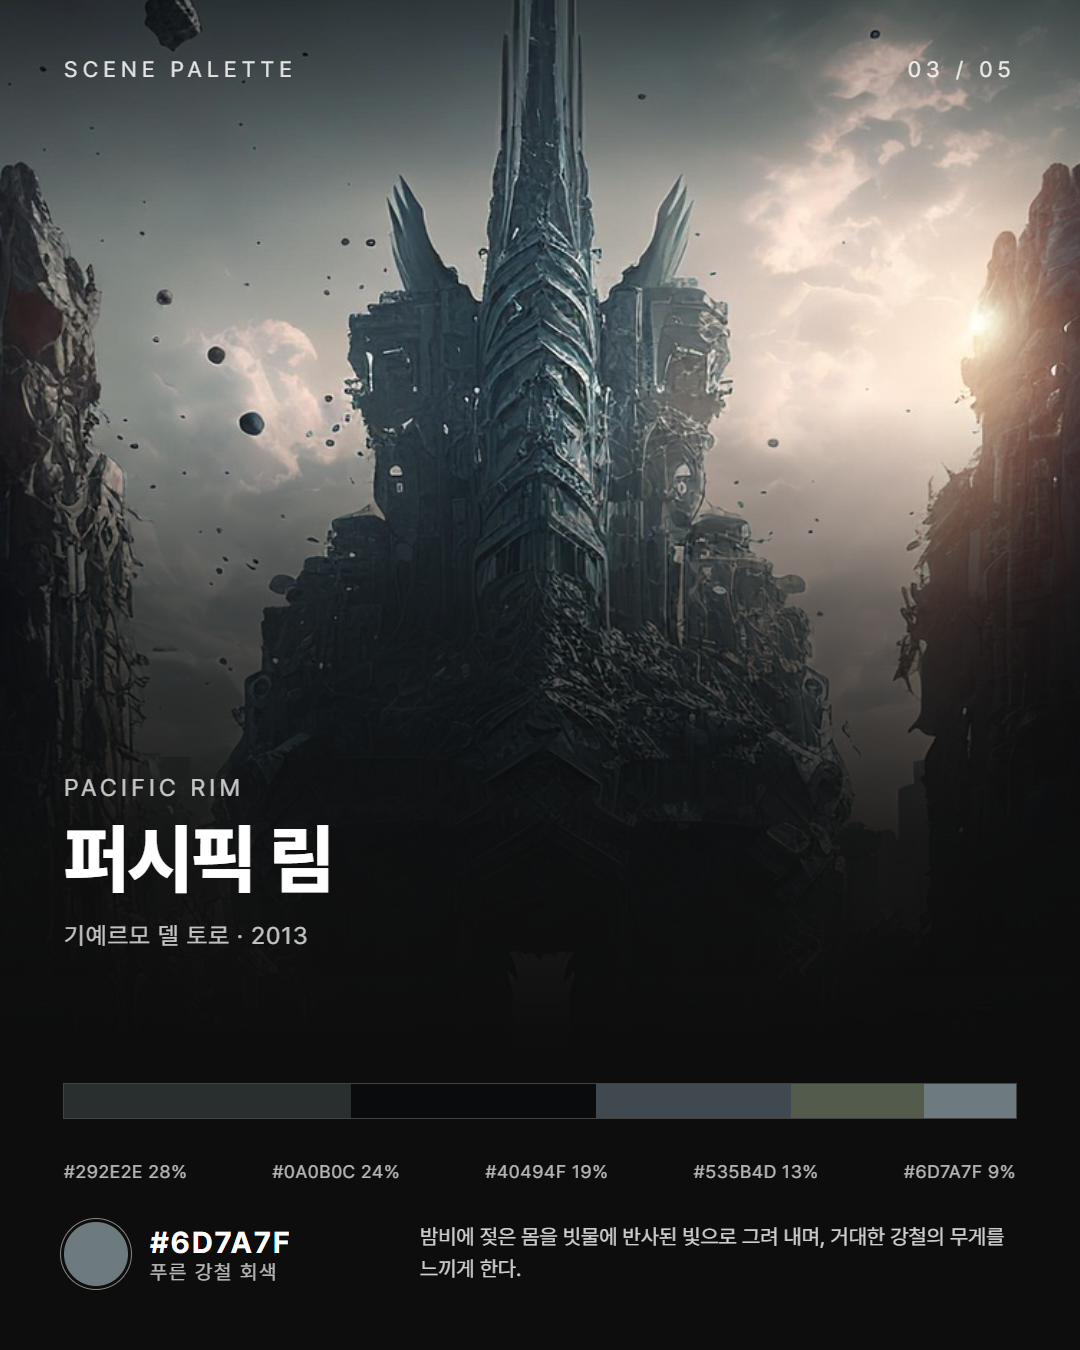 SCENE PALETTE
03 / 05
PACIFIC RIM
퍼시픽 림
기예르모 델 토로 · 2013
#292E2E 28%
#0A0B0C 24%
#40494F 19%
#535B4D 13%
#6D7A7F 9%
#6D7A7F
푸른 강철 회색
밤비에 젖은 몸을 빗물에 반사된 빛으로 그려 내며, 거대한 강철의 무게를
느끼게 한다.